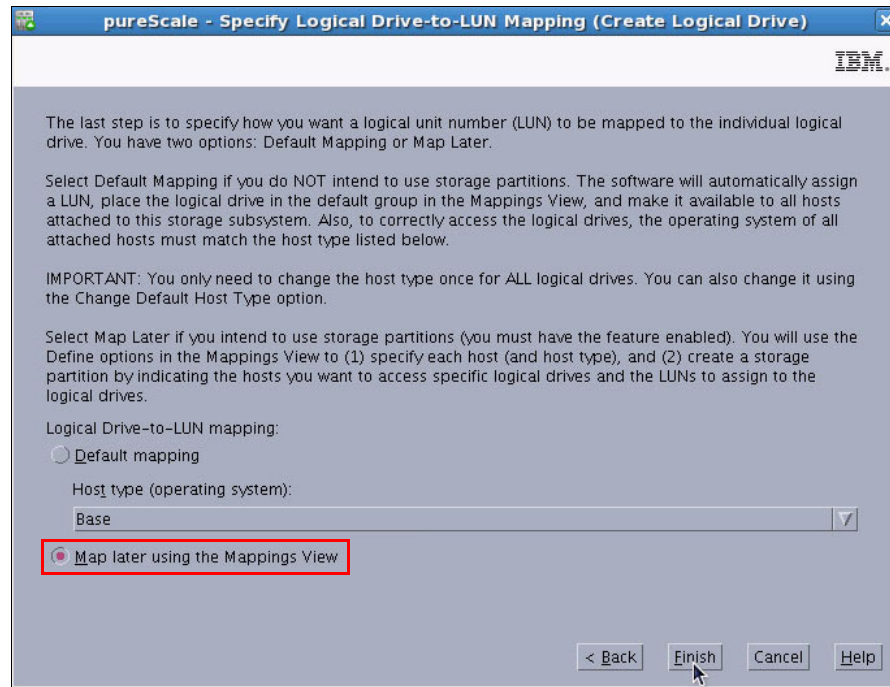 pureScale - Specify Logical Drive-to-LUN Mapping (Create Logical Drive)
IBM.
The last step is to specify how you want a logical unit number (LUN) to be mapped to the individual logical
drive. You have two options: Default Mapping or Map Later.
Select Default Mapping if you do NOT intend to use storage partitions. The software will automatically assign
a LUN, place the logical drive in the default group in the Mappings View, and make it available to all hosts
attached to this storage subsystem. Also, to correctly access the logical drives, the operating system of all
attached hosts must match the host type listed below.
IMPORTANT: You only need to change the host type once for ALL logical drives. You can also change it using
the Change Default Host Type option.
Select Map Later if you intend to use storage partitions (you must have the feature enabled). You will use the
Define options in the Mappings View to (1) specify each host (and host type), and (2) create a storage
partition by indicating the hosts you want to access specific logical drives and the LUNs to assign to the
logical drives.
Logical Drive-to-LUN mapping:
Default mapping
Host type (operating system):
Base
Map later using the Mappings View
< Back Finish Cancel Help